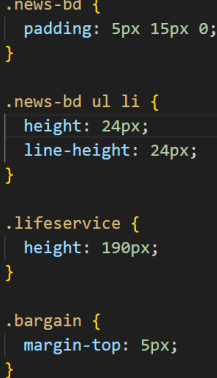 .news-bd {
  padding: 5px 15px 0;
}

.news-bd ul li {
  height: 24px;
  line-height: 24px;
}

.lifeservice {
  height: 190px;
}

.bargain {
  margin-top: 5px;
}